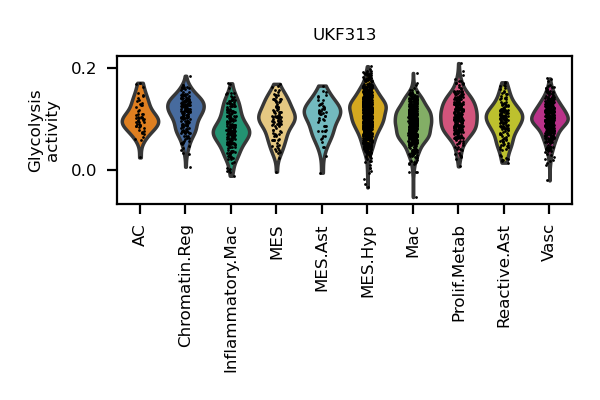 UKF313
Glycolysis
activity
0.2
0.0
AC
Chromatin.Reg
Inflammatory.Mac
MES
MES.Ast
MES.Hyp
Mac
Prolif.Metab
Reactive.Ast
Vasc